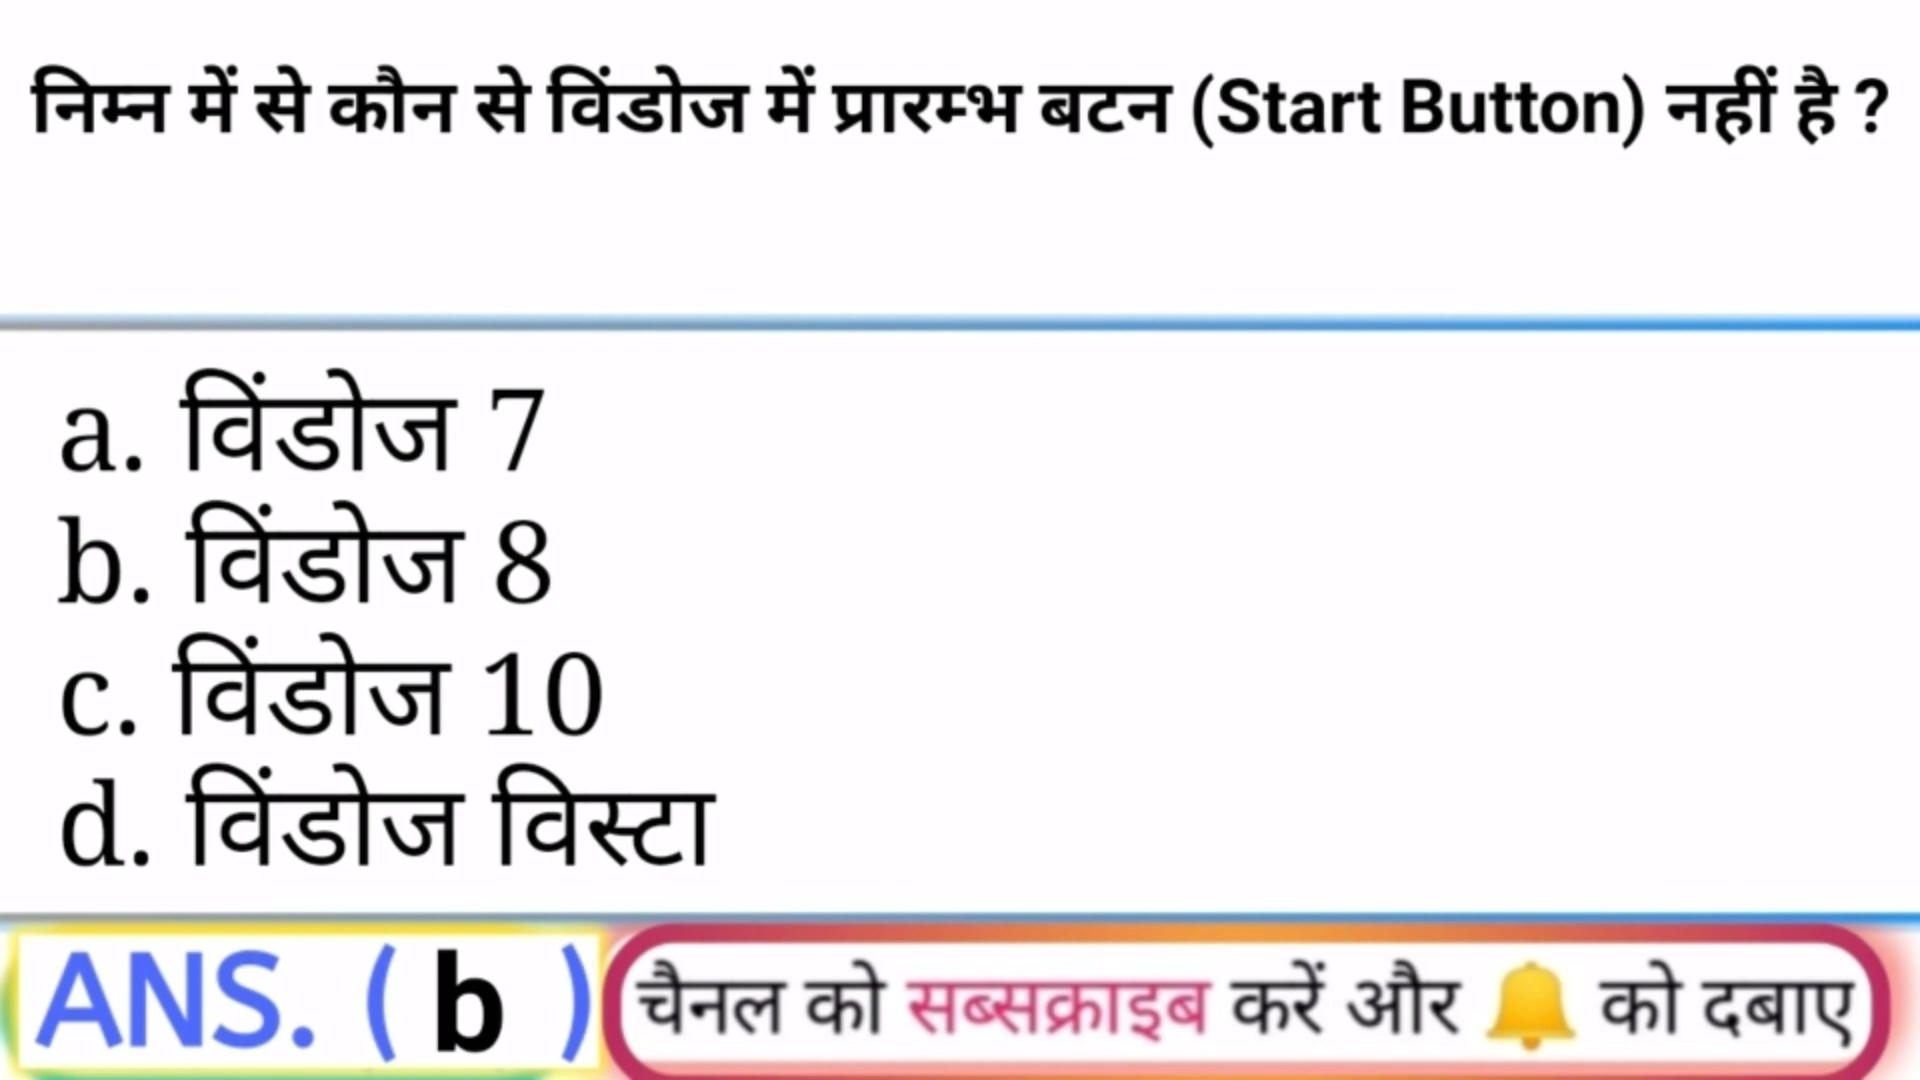 निम्न में से कौन से विंडोज में प्रारम्भ बटन (Start Button) नहीं है ?
a. विंडोज 7
b. विंडोज 8
c. विंडोज 10
d. विंडोज विस्टा
ANS. ( b ) चैनल को सब्सक्राइब करें और 🔔 को दबाए